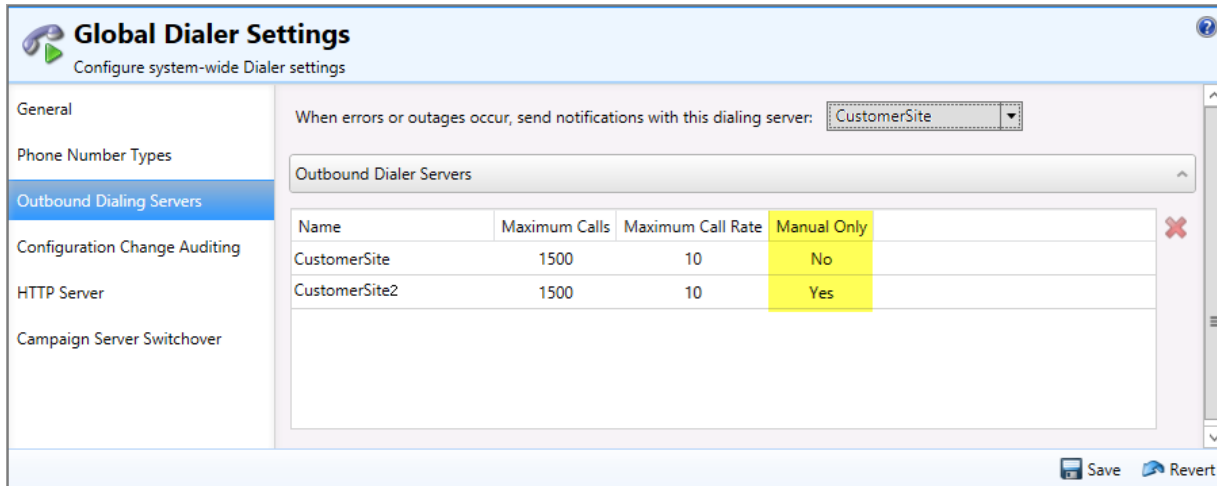 Global Dialer Settings
Configure system-wide Dialer settings
General
Phone Number Types
Outbound Dialing Servers
Configuration Change Auditing
HTTP Server
Campaign Server Switchover
When errors or outages occur, send notifications with this dialing server: CustomerSite
Outbound Dialer Servers
Name Maximum Calls Maximum Call Rate Manual Only
CustomerSite 1500 10 No
CustomerSite2 1500 10 Yes
Save Revert